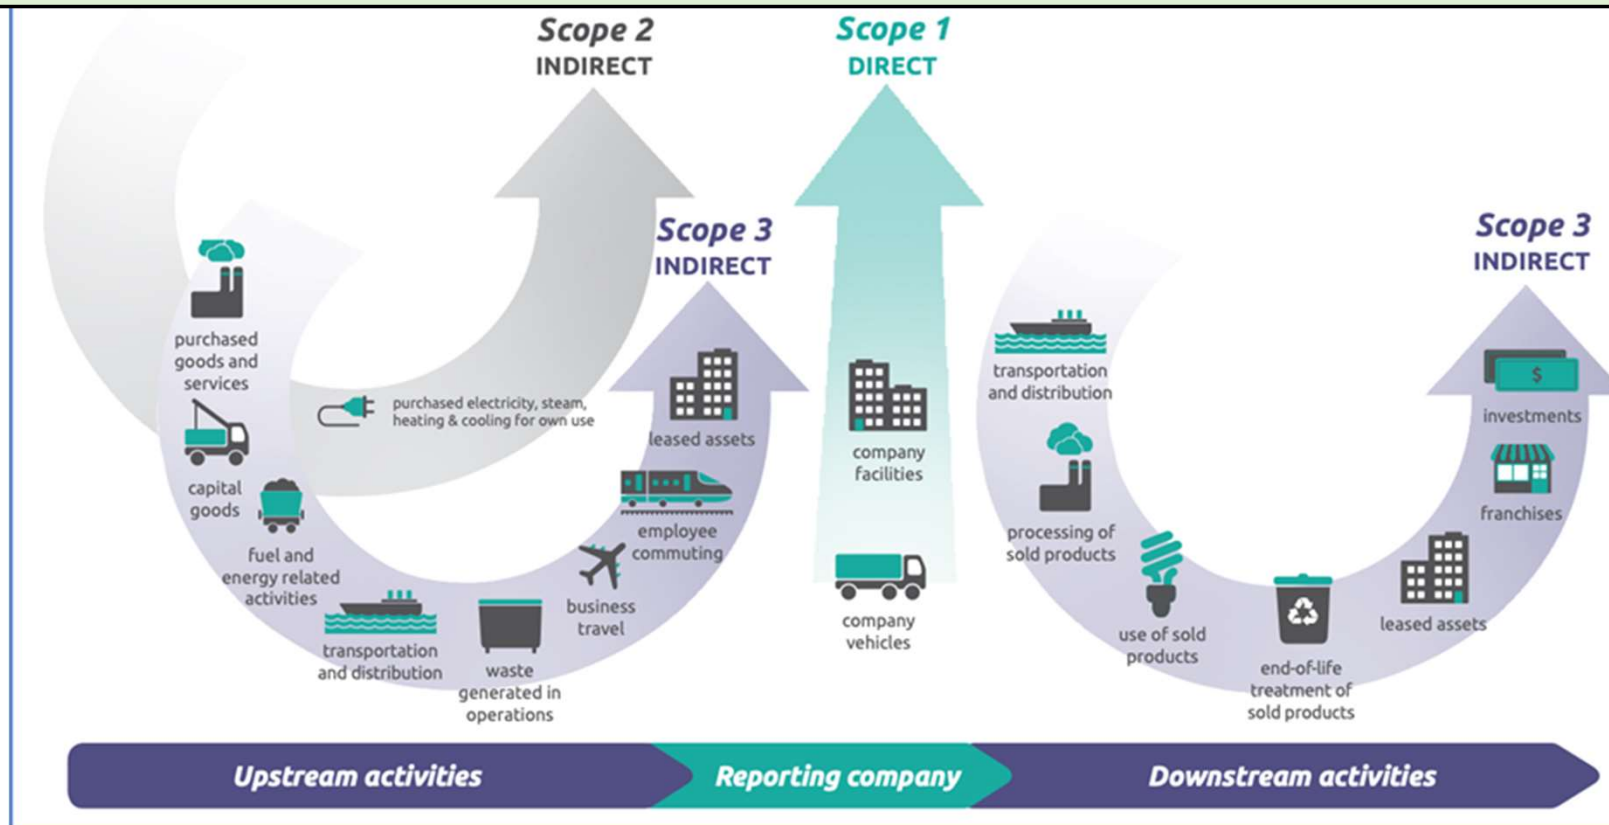 Scope 2
INDIRECT
Scope 1
DIRECT
Scope 3
INDIRECT
Scope 3
INDIRECT
purchased
goods and
services
capital
goods
fuel and
energy related
activities
transportation
and distribution
waste
generated in
operations
business
travel
employee
commuting
leased assets
purchased electricity, steam,
heating & cooling for own use
company
facilities
company
vehicles
transportation
and distribution
processing of
sold products
use of sold
products
end-of-life
treatment of
sold products
leased assets
franchises
$
investments
Upstream activities
Reporting company
Downstream activities